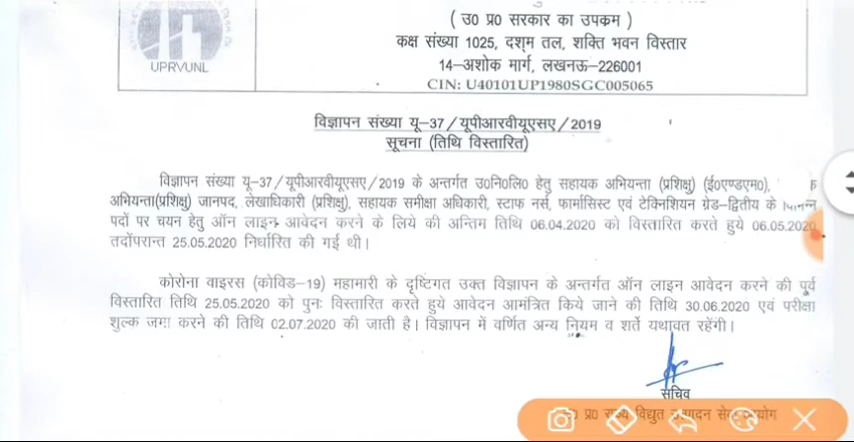 UPRVUNL
( उ0 प्र0 सरकार का उपक्रम )
कक्ष संख्या 1025, दशम तल, शक्ति भवन विस्तार
14–अशोक मार्ग, लखनऊ–226001
CIN: U40101UP1980SGC005065
विज्ञापन संख्या यू–37/यूपीआरवीयूएसए/2019
सूचना (तिथि विस्तारित)
विज्ञापन संख्या यू–37/यूपीआरवीयूएसए/2019 के अन्तर्गत उ0नि0लि0 हेतु सहायक अभियन्ता (प्रशिक्षु) (ई0एण्डएम0),
अभियन्ता(प्रशिक्षु) जानपद, लेखाधिकारी (प्रशिक्षु), सहायक समीक्षा अधिकारी, स्टाफ नर्स, फार्मासिस्ट एवं टेक्निशियन ग्रेड–द्वितीय के
पदों पर चयन हेतु ऑन लाइन आवेदन करने के लिये की अन्तिम तिथि 06.04.2020 को विस्तारित करते हुये 06.05.2020
तदोंपरान्त 25.05.2020 निर्धारित की गई थी।
कोरोना वाइरस (कोविड–19) महामारी के दृष्टिगत उक्त विज्ञापन के अन्तर्गत ऑन लाइन आवेदन करने की पूर्व
विस्तारित तिथि 25.05.2020 को पुनः विस्तारित करते हुये आवेदन आमंत्रित किये जाने की तिथि 30.06.2020 एवं परीक्षा
शुल्क जमा करने की तिथि 02.07.2020 की जाती है। विज्ञापन में वर्णित अन्य नियम व शर्ते यथावत रहेंगी।
सचिव
प्र0 विद्युत